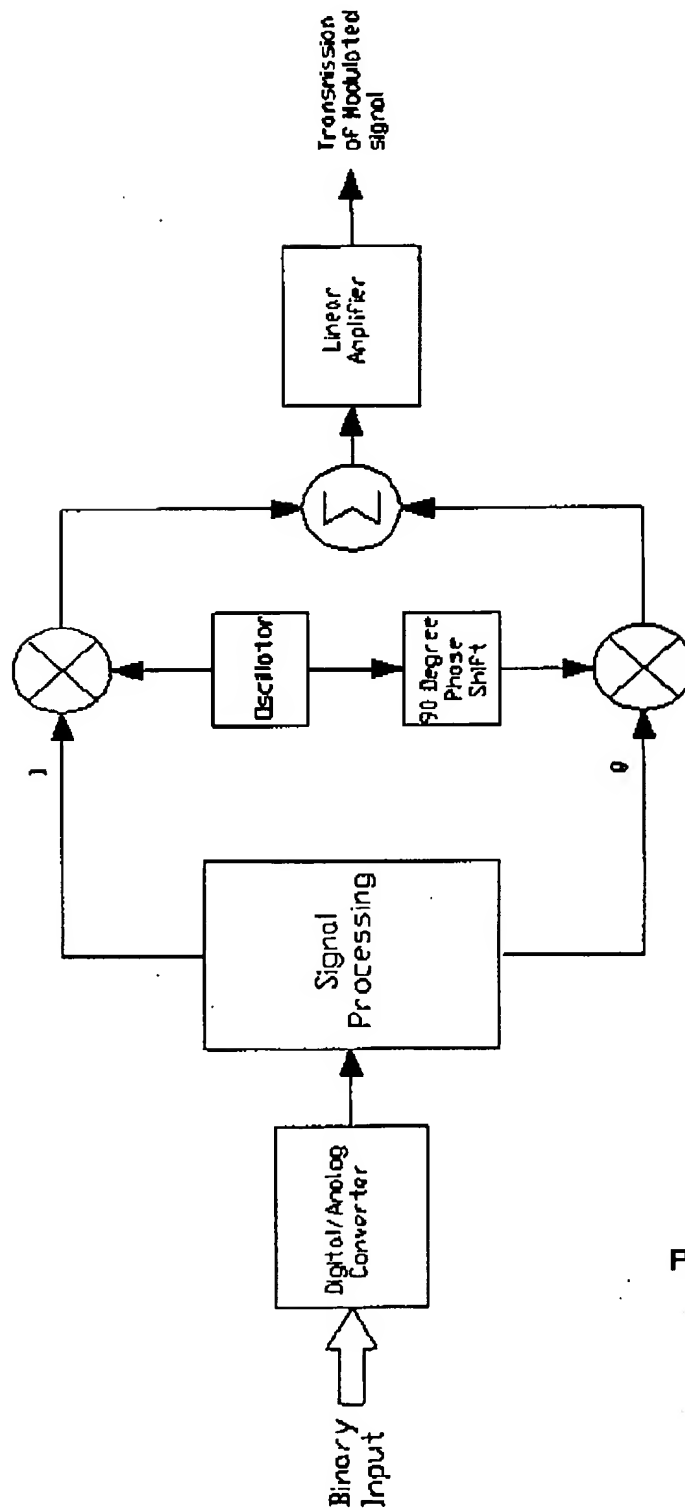 Binary
Input
Digital/Analog
Converter
Signal
Processing
I
Q
Oscillator
90 Degree
Phase
Shift
Σ
Linear
Amplifier
Transmission
of Modulated
signal
F